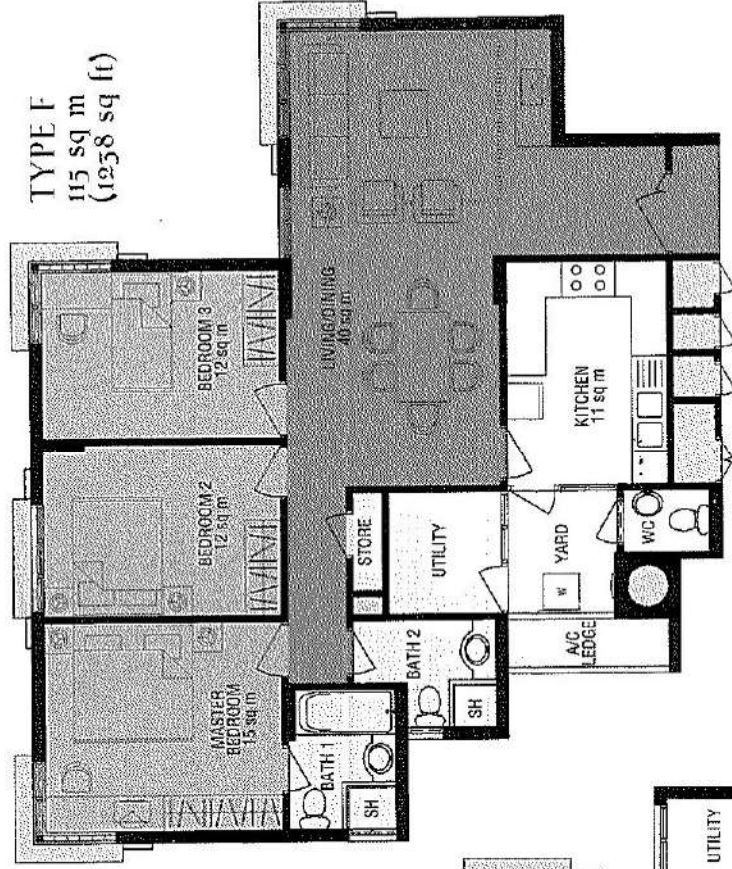 TYPE F
115 sq m
(1238 sq ft)
BEDROOM 3
12 sq m
BEDROOM 2
12 sq m
MASTER
BEDROOM
15 sq m
LIVING/DINING
40 sq m
KITCHEN
11 sq m
STORE
UTILITY
YARD
W
WC
A/C
LEDGE
BATH 2
SH
BATH 1
SH
UTILITY